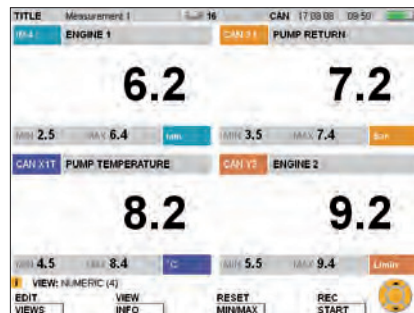 TITLE Measurement 1 16 CAN 17 09 08 09:50
ENGINE 1
6.2
MIN 2.5 MAX 6.4
PUMP RETURN
7.2
MIN 3.5 MAX 7.4 Bar
CAN X1T PUMP TEMPERATURE
8.2
MIN 4.5 MAX 8.4 °C
CAN Y3 ENGINE 2
9.2
MIN 5.5 MAX 9.4 L/min
VIEW: NUMERIC (4)
EDIT VIEWS
VIEW INFO
RESET MIN/MAX
REC START